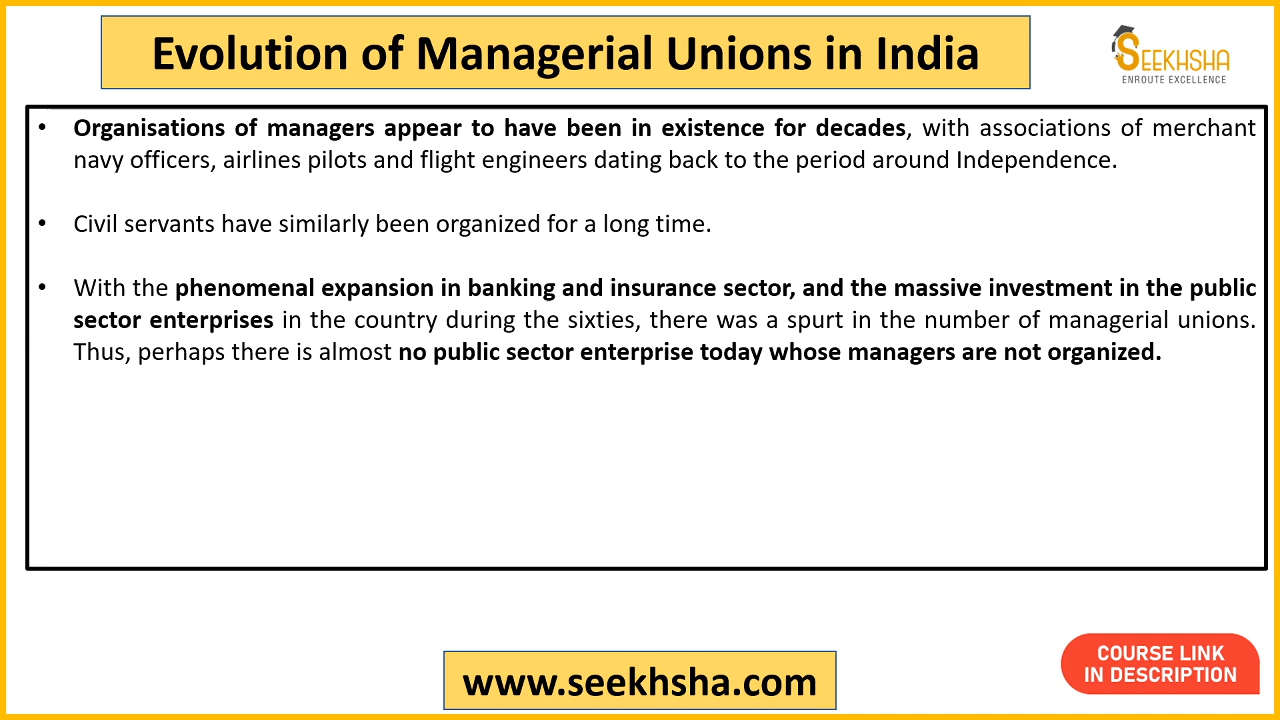 Evolution of Managerial Unions in India
SEEKHSHA
ENROUTE EXCELLENCE
• Organisations of managers appear to have been in existence for decades, with associations of merchant
navy officers, airlines pilots and flight engineers dating back to the period around Independence.
• Civil servants have similarly been organized for a long time.
• With the phenomenal expansion in banking and insurance sector, and the massive investment in the public
sector enterprises in the country during the sixties, there was a spurt in the number of managerial unions.
Thus, perhaps there is almost no public sector enterprise today whose managers are not organized.
www.seekhsha.com
COURSE LINK
IN DESCRIPTION